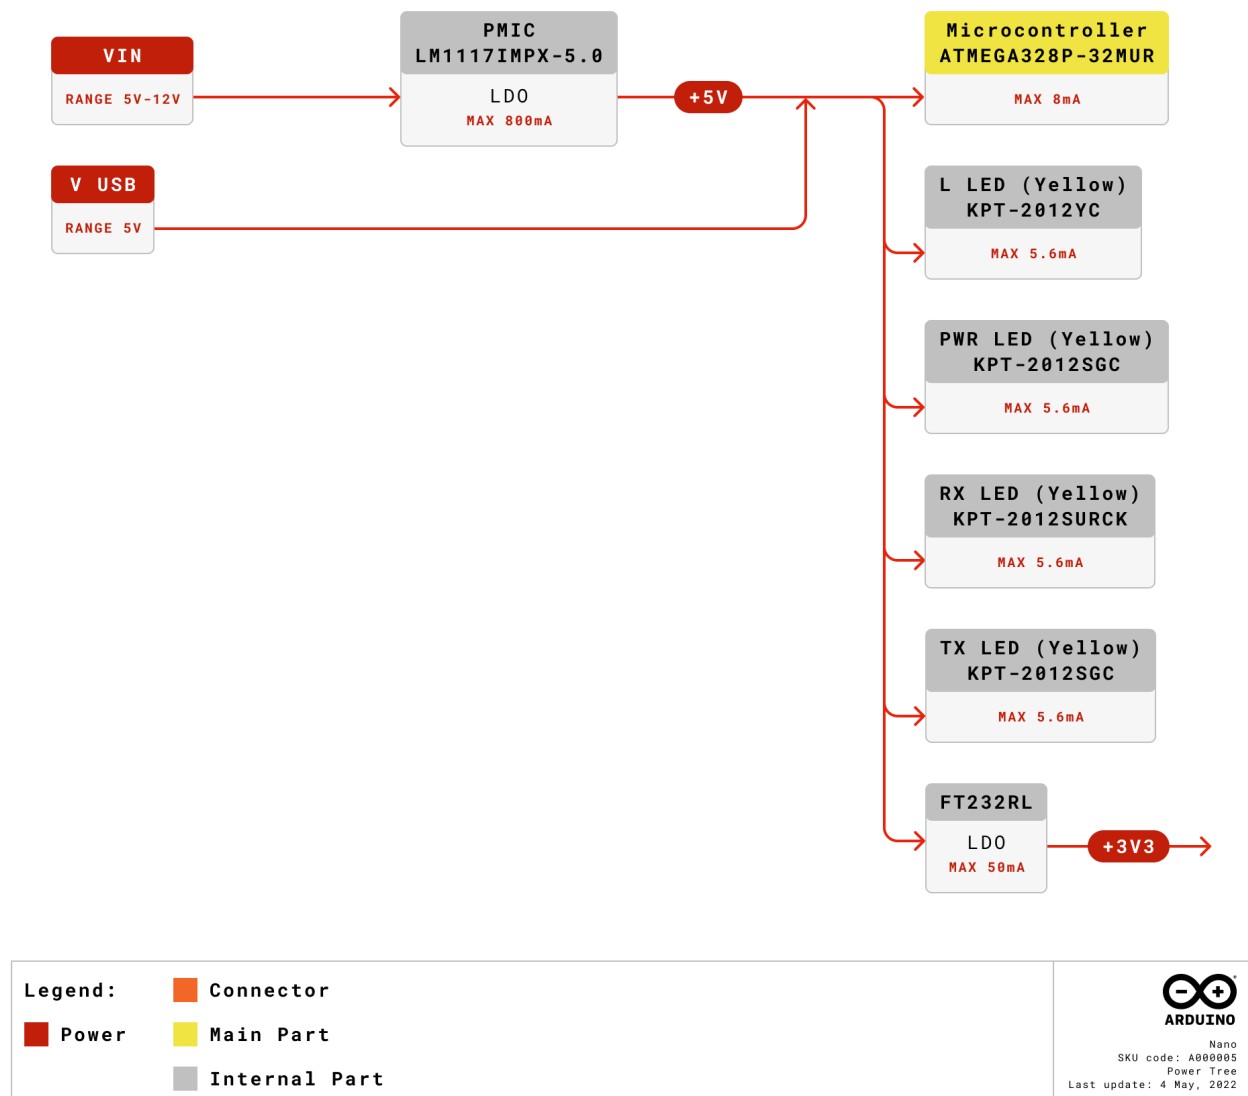 VIN
RANGE 5V-12V
PMIC
LM1117IMPX-5.0
LDO
MAX 800mA
+5V
Microcontroller
ATMEGA328P-32MUR
MAX 8mA
V USB
RANGE 5V
L LED (Yellow)
KPT-2012YC
MAX 5.6mA
PWR LED (Yellow)
KPT-2012SGC
MAX 5.6mA
RX LED (Yellow)
KPT-2012SURCK
MAX 5.6mA
TX LED (Yellow)
KPT-2012SGC
MAX 5.6mA
FT232RL
LDO
MAX 50mA
+3V3
Legend:
Power
Connector
Main Part
Internal Part
ARDUINO
Nano
SKU code: A000005
Power Tree
Last update: 4 May, 2022